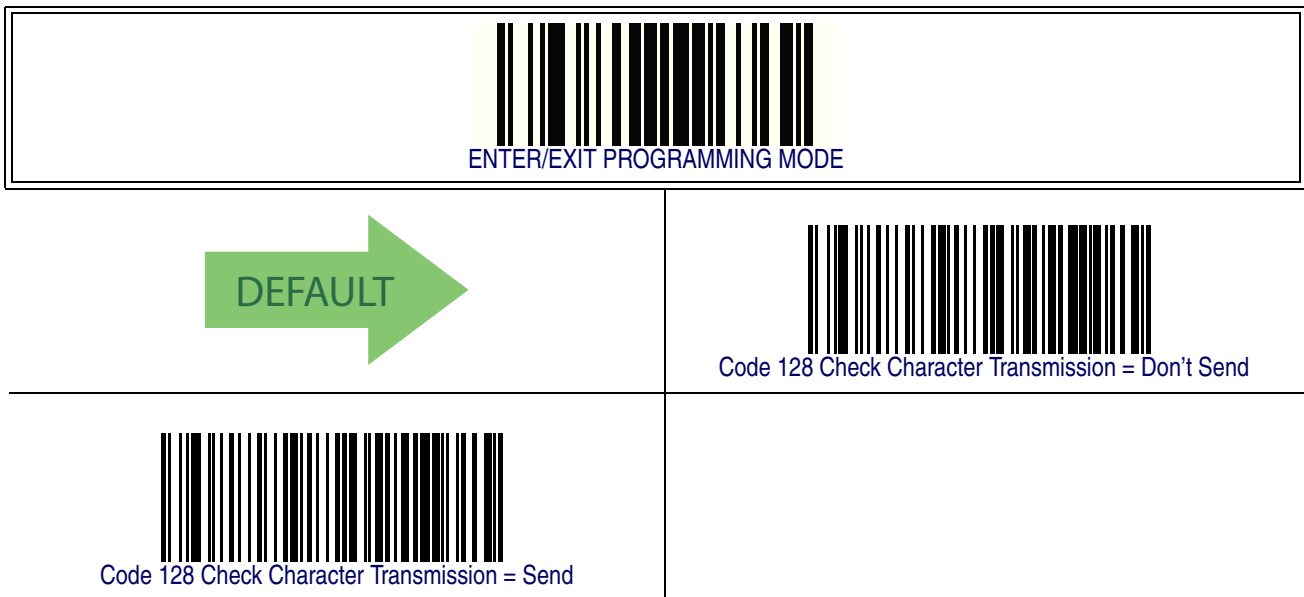 ENTER/EXIT PROGRAMMING MODE
DEFAULT
Code 128 Check Character Transmission = Don't Send
Code 128 Check Character Transmission = Send